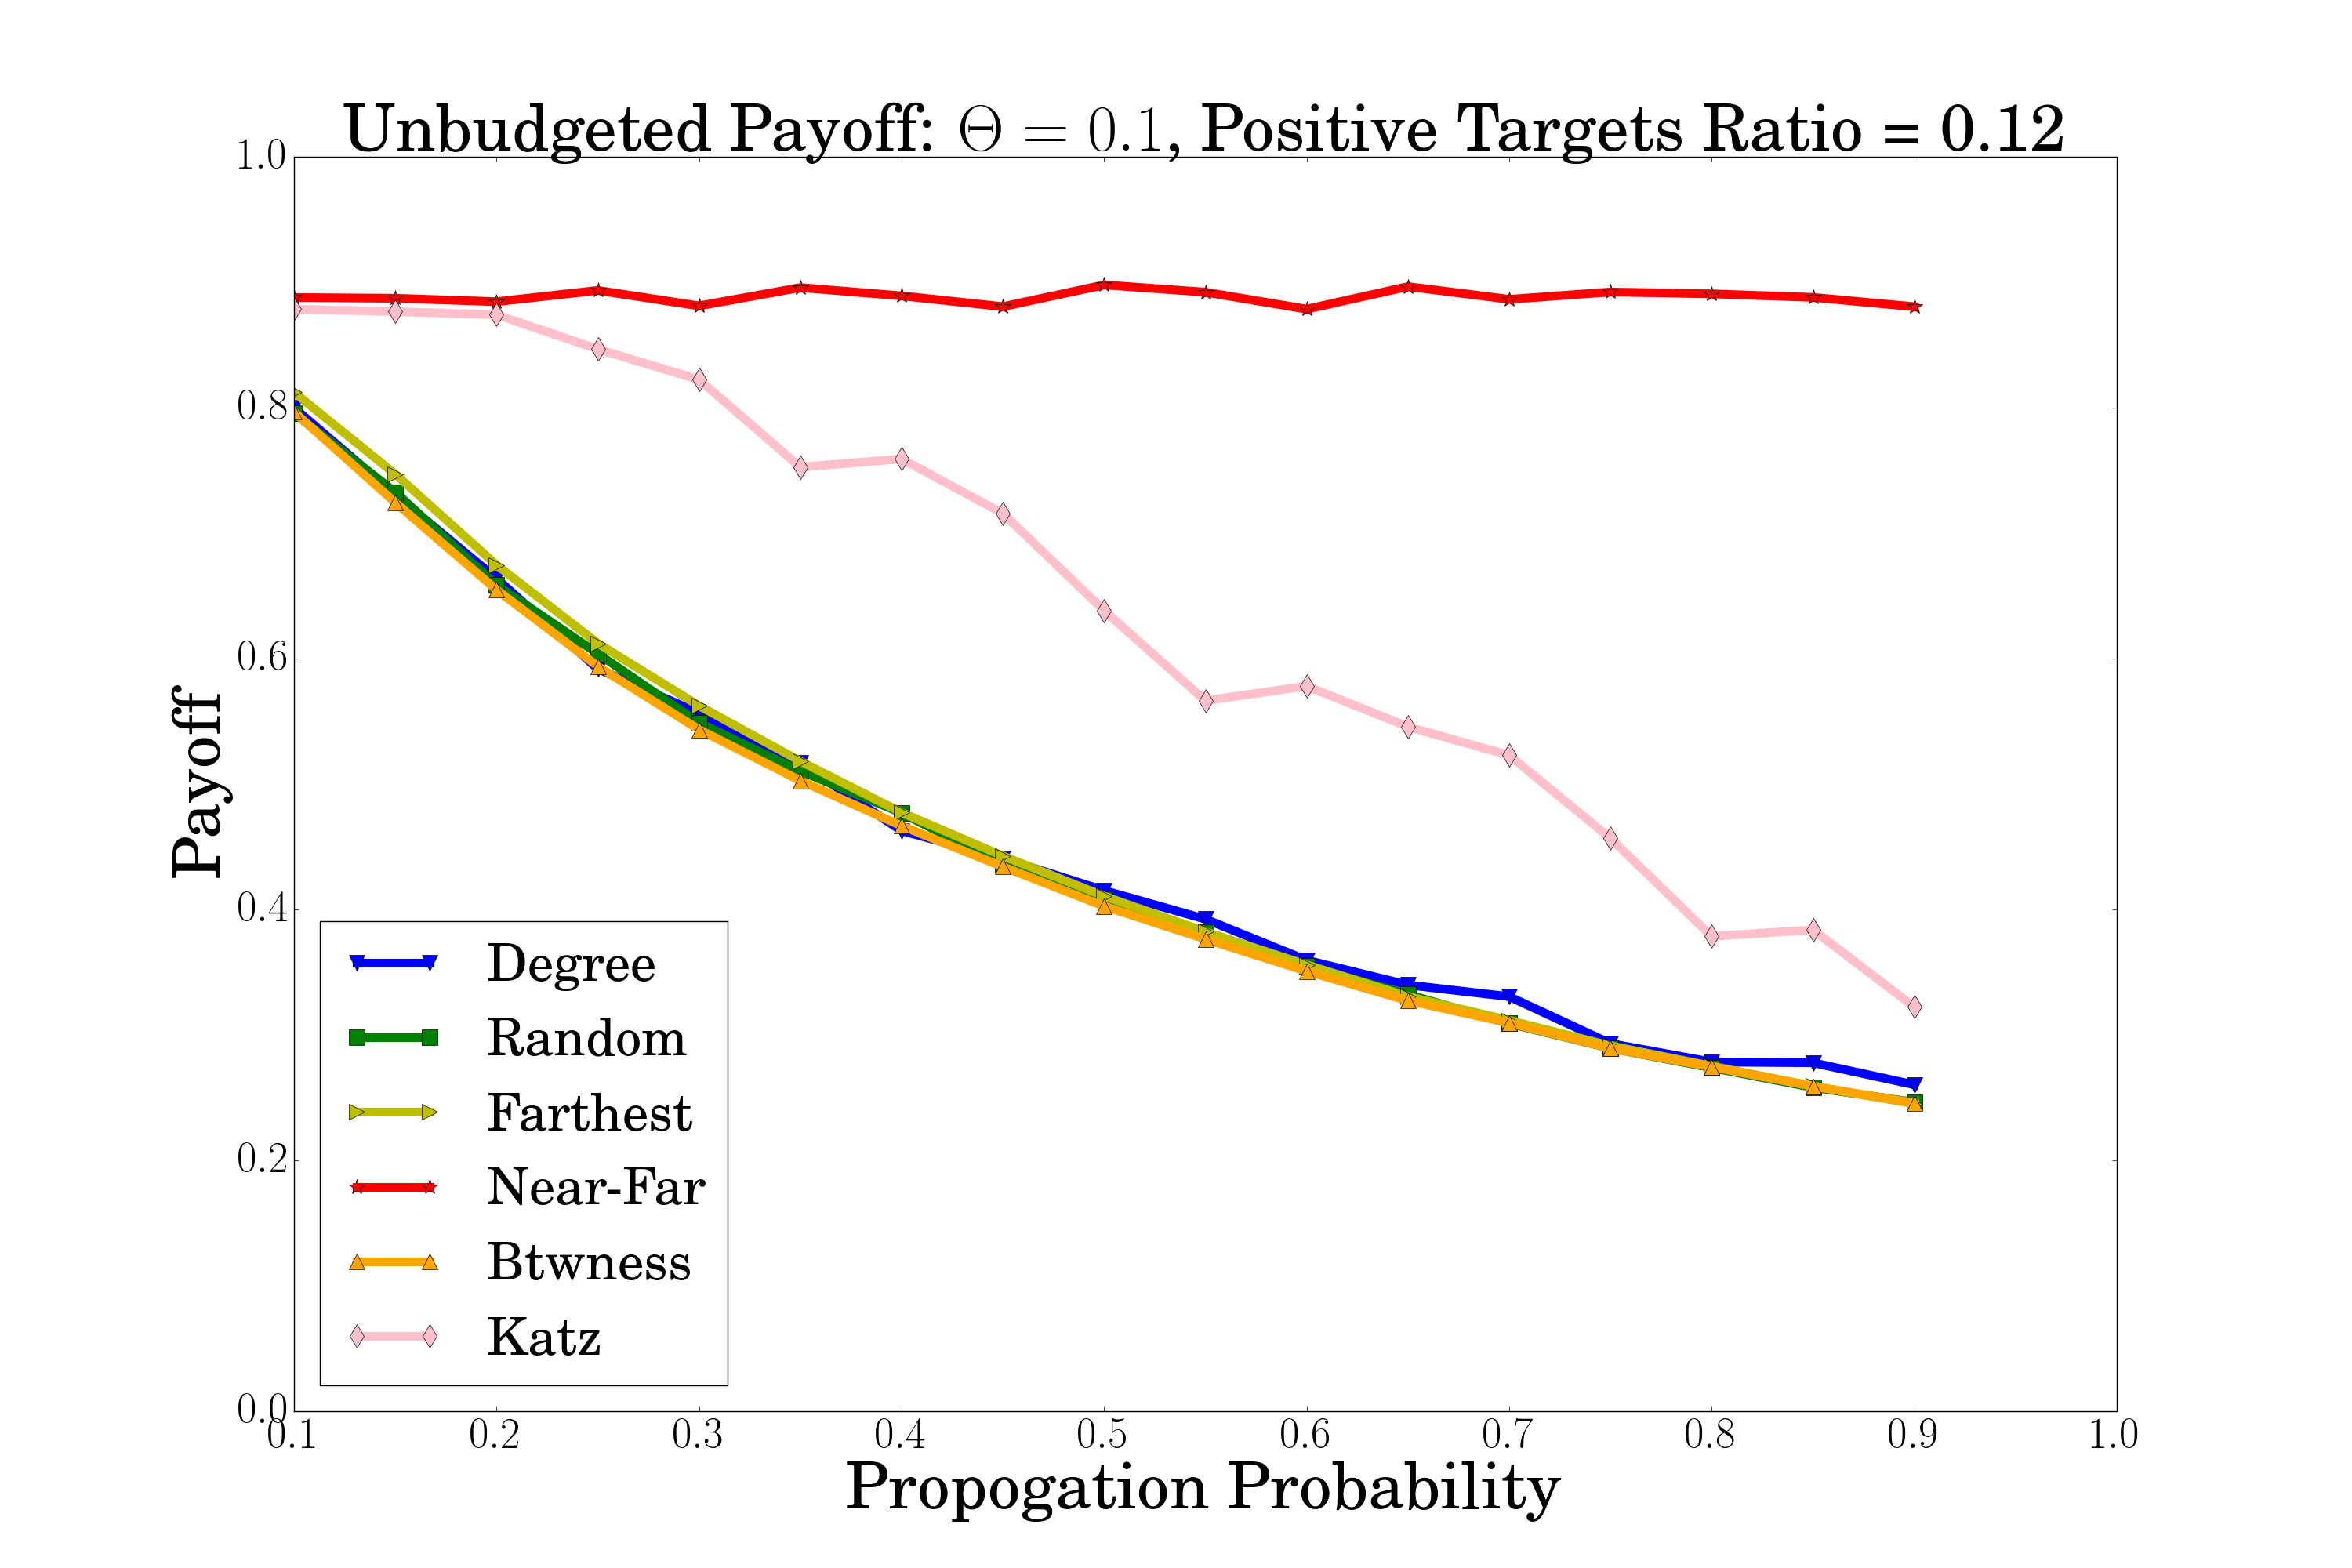 Unbudgeted Payoff: Θ = 0.1, Positive Targets Ratio = 0.12
1.0
0.8
0.6
0.4
0.2
0.0
Payoff
Degree
Random
Farthest
Near-Far
Btwness
Katz
0.1 0.2 0.3 0.4 0.5 0.6 0.7 0.8 0.9 1.0
Propogation Probability